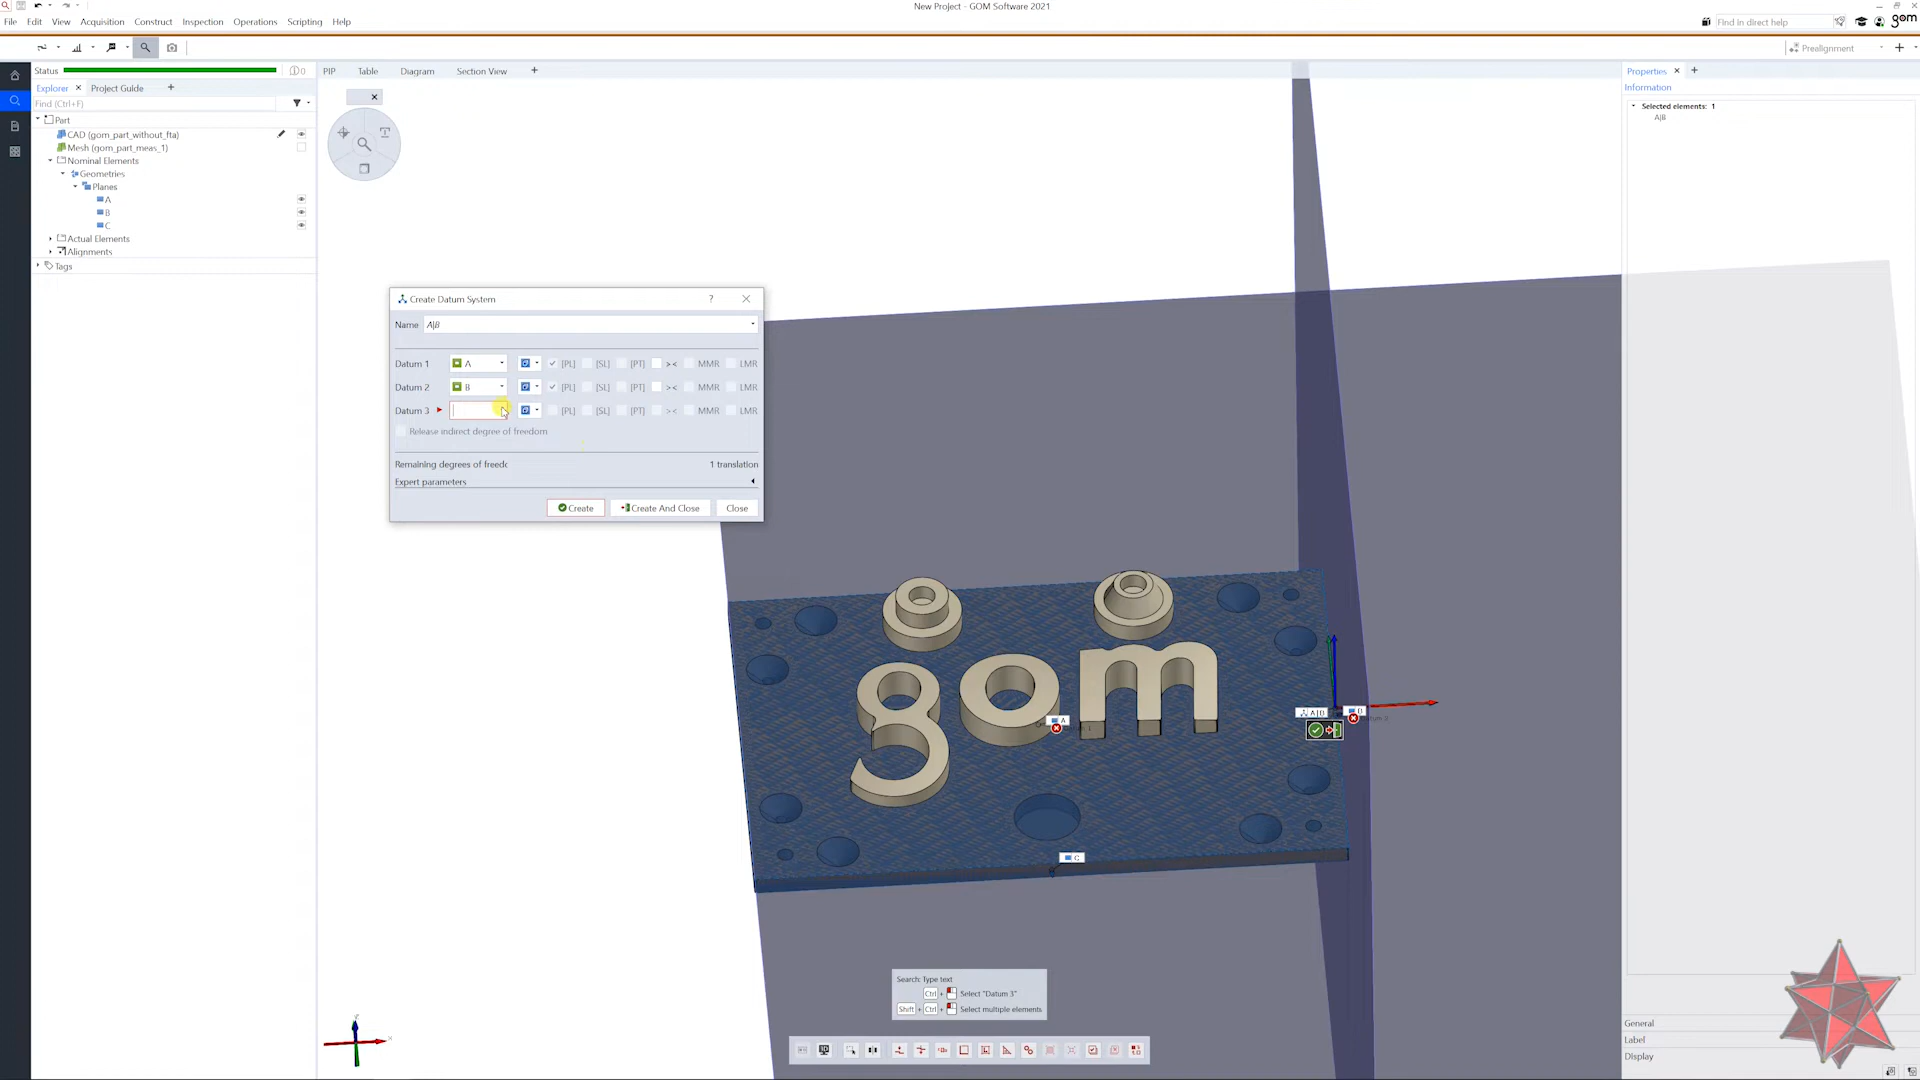 New Project - GOM Software 2021
File Edit View Acquisition Construct Inspection Operations Scripting Help
Find in direct help
gom
Prealignment
Status
0
PIP Table Diagram Section View
Properties
Explorer Project Guide
Information
Find (Ctrl+F)
Selected elements: 1
A|B
Part
CAD (gom_part_without_fta)
Mesh (gom_part_meas_1)
Nominal Elements
Geometries
Planes
A
B
C
Actual Elements
Alignments
Tags
Create Datum System
?
Name A|B
Datum 1 A [PL] [SL] [PT] >< MMR LMR
Datum 2 B [PL] [SL] [PT] >< MMR LMR
Datum 3 [PL] [SL] [PT] >< MMR LMR
Release indirect degree of freedom
Remaining degrees of freedc 1 translation
Expert parameters
Create Create And Close Close
gom
A
A|B
B
C
Search: Type text
Ctrl + Select "Datum 3"
Shift + Ctrl + Select multiple elements
General
Label
Display